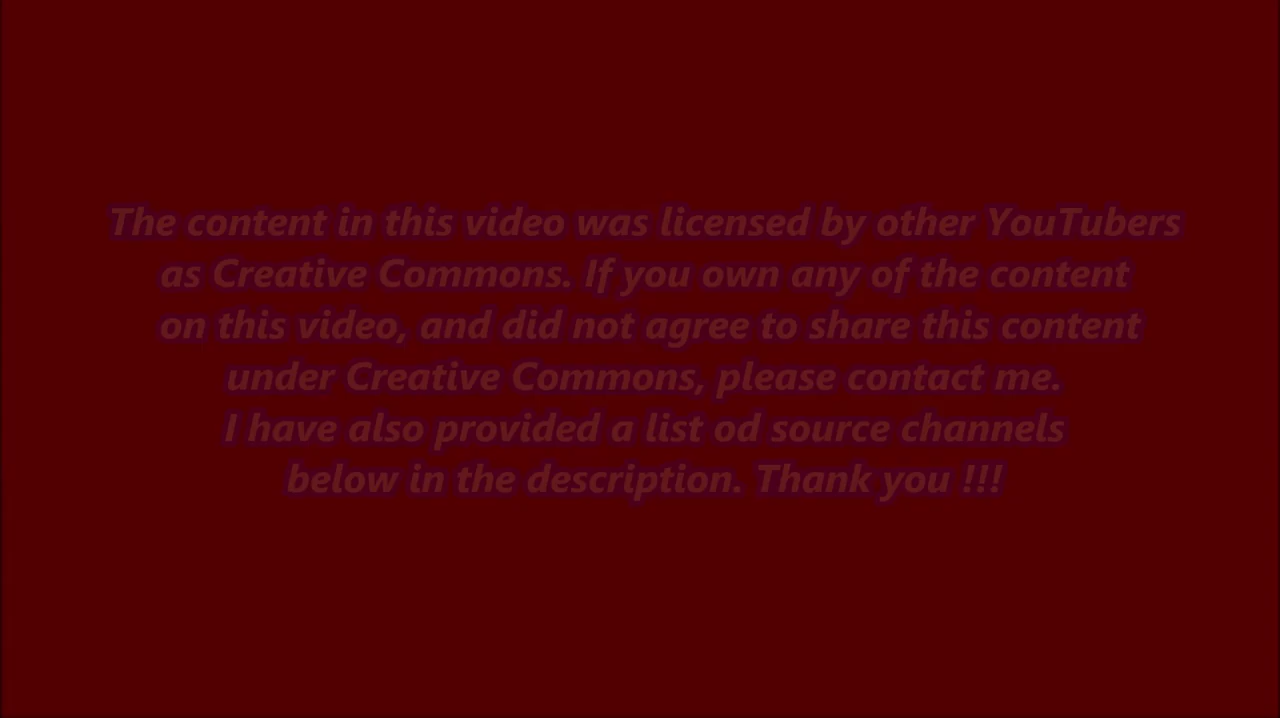 The content in this video was licensed by other YouTubers
as Creative Commons. If you own any of the content
on this video, and did not agree to share this content
under Creative Commons, please contact me.
I have also provided a list od source channels
below in the description. Thank you !!!